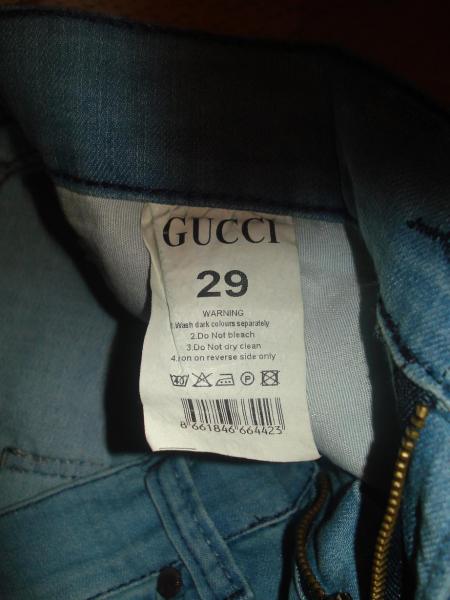 GUCCI
29
WARNING
1.Wash dark colours separately
2.Do Not bleach
3.Do Not dry clean
4.Iron on reverse side only
40
8 661846 664423